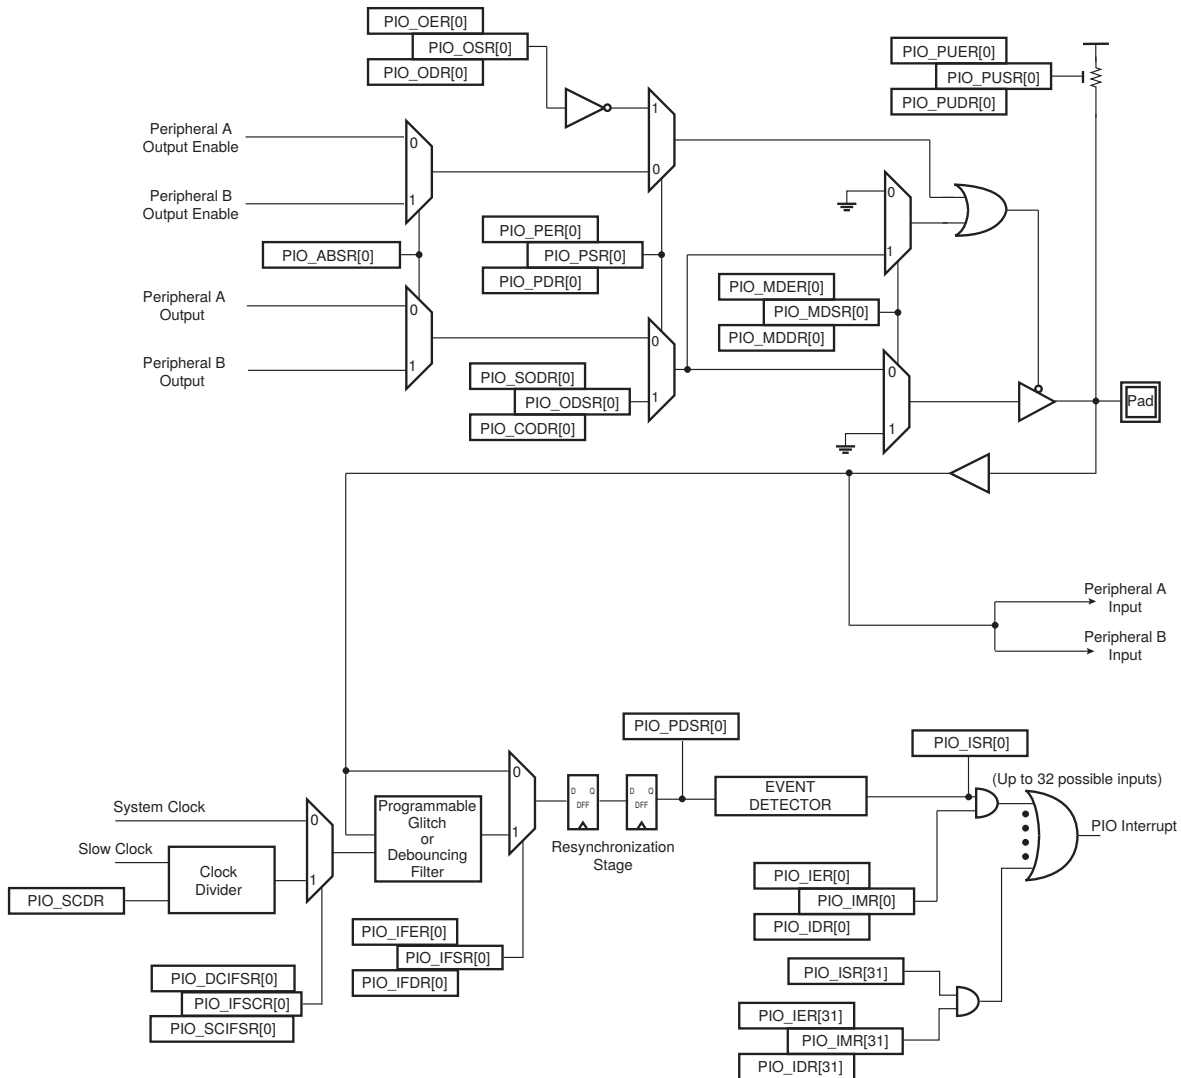 PIO_OER[0]
PIO_OSR[0]
PIO_ODR[0]
PIO_PUER[0]
PIO_PUSR[0]
PIO_PUDR[0]
1
0
Peripheral A
Output Enable
0
Peripheral B
Output Enable
1
PIO_ABSR[0]
PIO_PER[0]
PIO_PSR[0]
PIO_PDR[0]
0
1
Peripheral A
Output
0
Peripheral B
Output
1
PIO_MDER[0]
PIO_MDSR[0]
PIO_MDDR[0]
0
1
PIO_SODR[0]
PIO_ODSR[0]
PIO_CODR[0]
0
1
Pad
Peripheral A
Input
Peripheral B
Input
PIO_PDSR[0]
PIO_ISR[0]
(Up to 32 possible inputs)
0
1
D Q
DFF
D Q
DFF
Resynchronization
Stage
EVENT
DETECTOR
PIO Interrupt
System Clock
0
Slow Clock
1
Clock
Divider
PIO_SCDR
Programmable
Glitch
or
Debouncing
Filter
PIO_IER[0]
PIO_IMR[0]
PIO_IDR[0]
PIO_IFER[0]
PIO_IFSR[0]
PIO_IFDR[0]
PIO_DCIFSR[0]
PIO_IFSCR[0]
PIO_SCIFSR[0]
PIO_ISR[31]
PIO_IER[31]
PIO_IMR[31]
PIO_IDR[31]